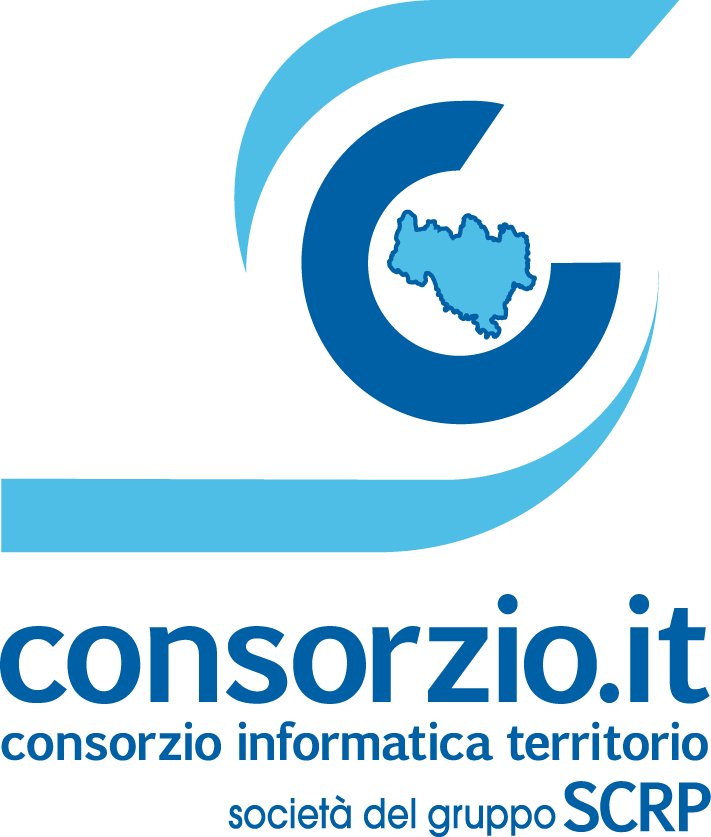 consorzio.it
consorzio informatica territorio
società del gruppo SCRP